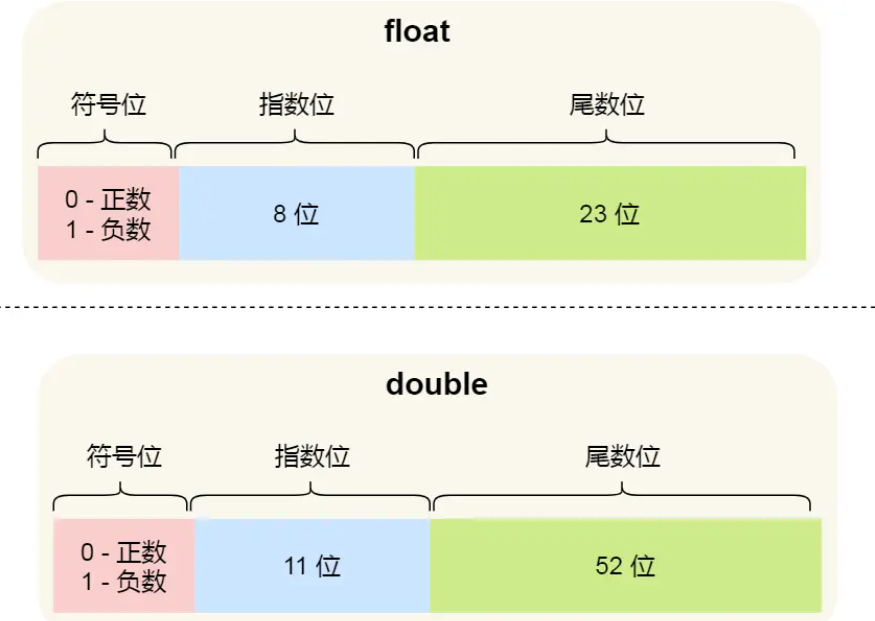 float
符号位 指数位 尾数位
0 - 正数
1 - 负数
8 位
23 位
double
符号位 指数位 尾数位
0 - 正数
1 - 负数
11 位
52 位